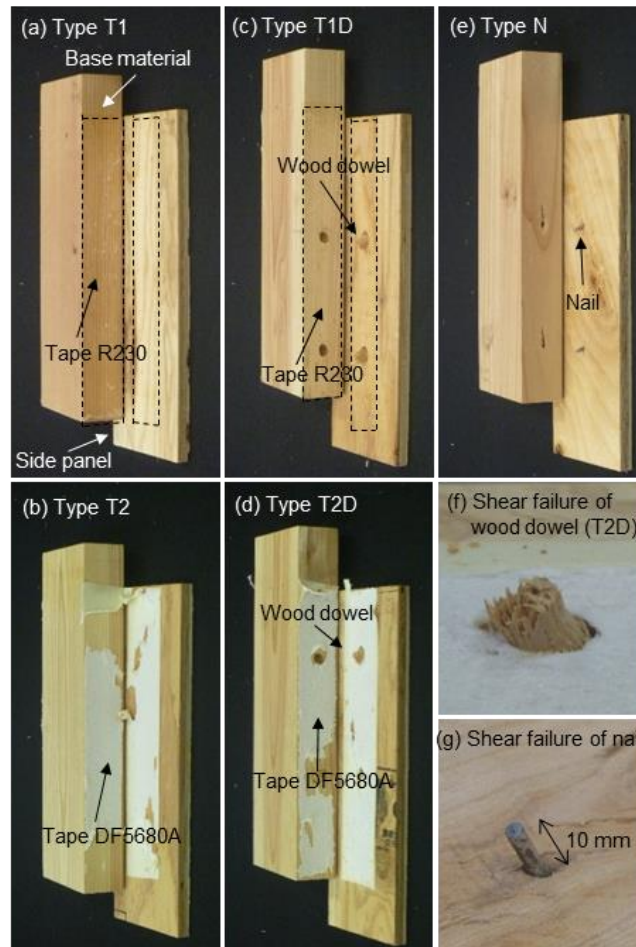 (a) Type T1
Base material
Tape R230
Side panel
(c) Type T1D
Wood dowel
Tape R230
(e) Type N
Nail
(b) Type T2
Tape DF5680A
(d) Type T2D
Wood dowel
Tape DF5680A
(f) Shear failure of
wood dowel (T2D)
(g) Shear failure of na
10 mm